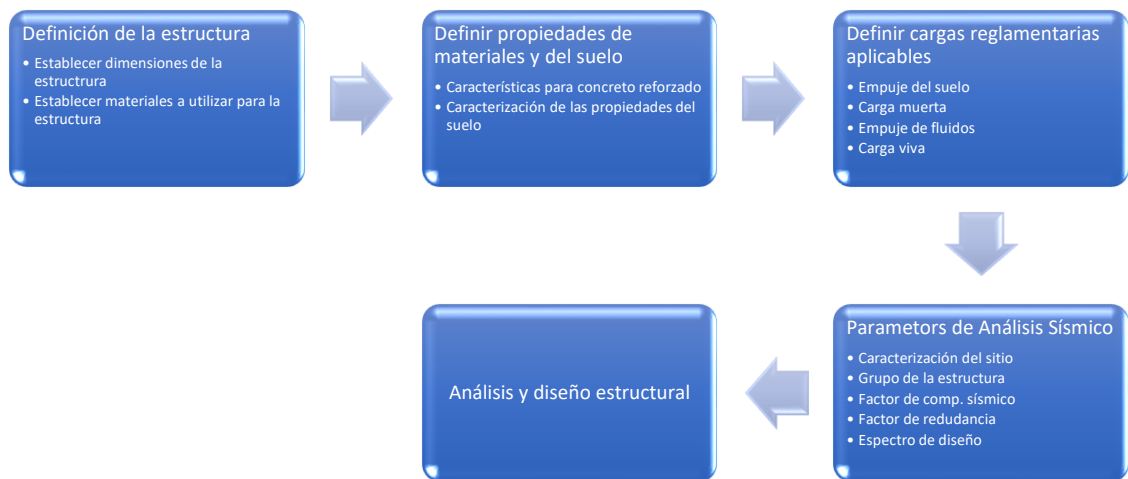 Definición de la estructura
• Establecer dimensiones de la
estructrura
• Establecer materiales a utilizar para la
estructura
Definir propiedades de
materiales y del suelo
• Características para concreto reforzado
• Caracterización de las propiedades del
suelo
Definir cargas reglamentarias
aplicables
• Empuje del suelo
• Carga muerta
• Empuje de fluidos
• Carga viva
Parametors de Análisis Sísmico
• Caracterización del sitio
• Grupo de la estructura
• Factor de comp. sísmico
• Factor de redudancia
• Espectro de diseño
Análisis y diseño estructural